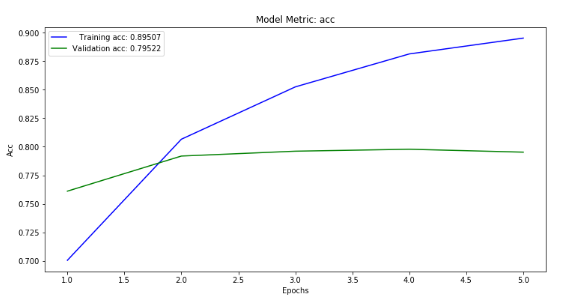 Model Metric: acc
Training acc: 0.89507
Validation acc: 0.79522
Acc
0.900
0.875
0.850
0.825
0.800
0.775
0.750
0.725
0.700
1.0 1.5 2.0 2.5 3.0 3.5 4.0 4.5 5.0
Epochs